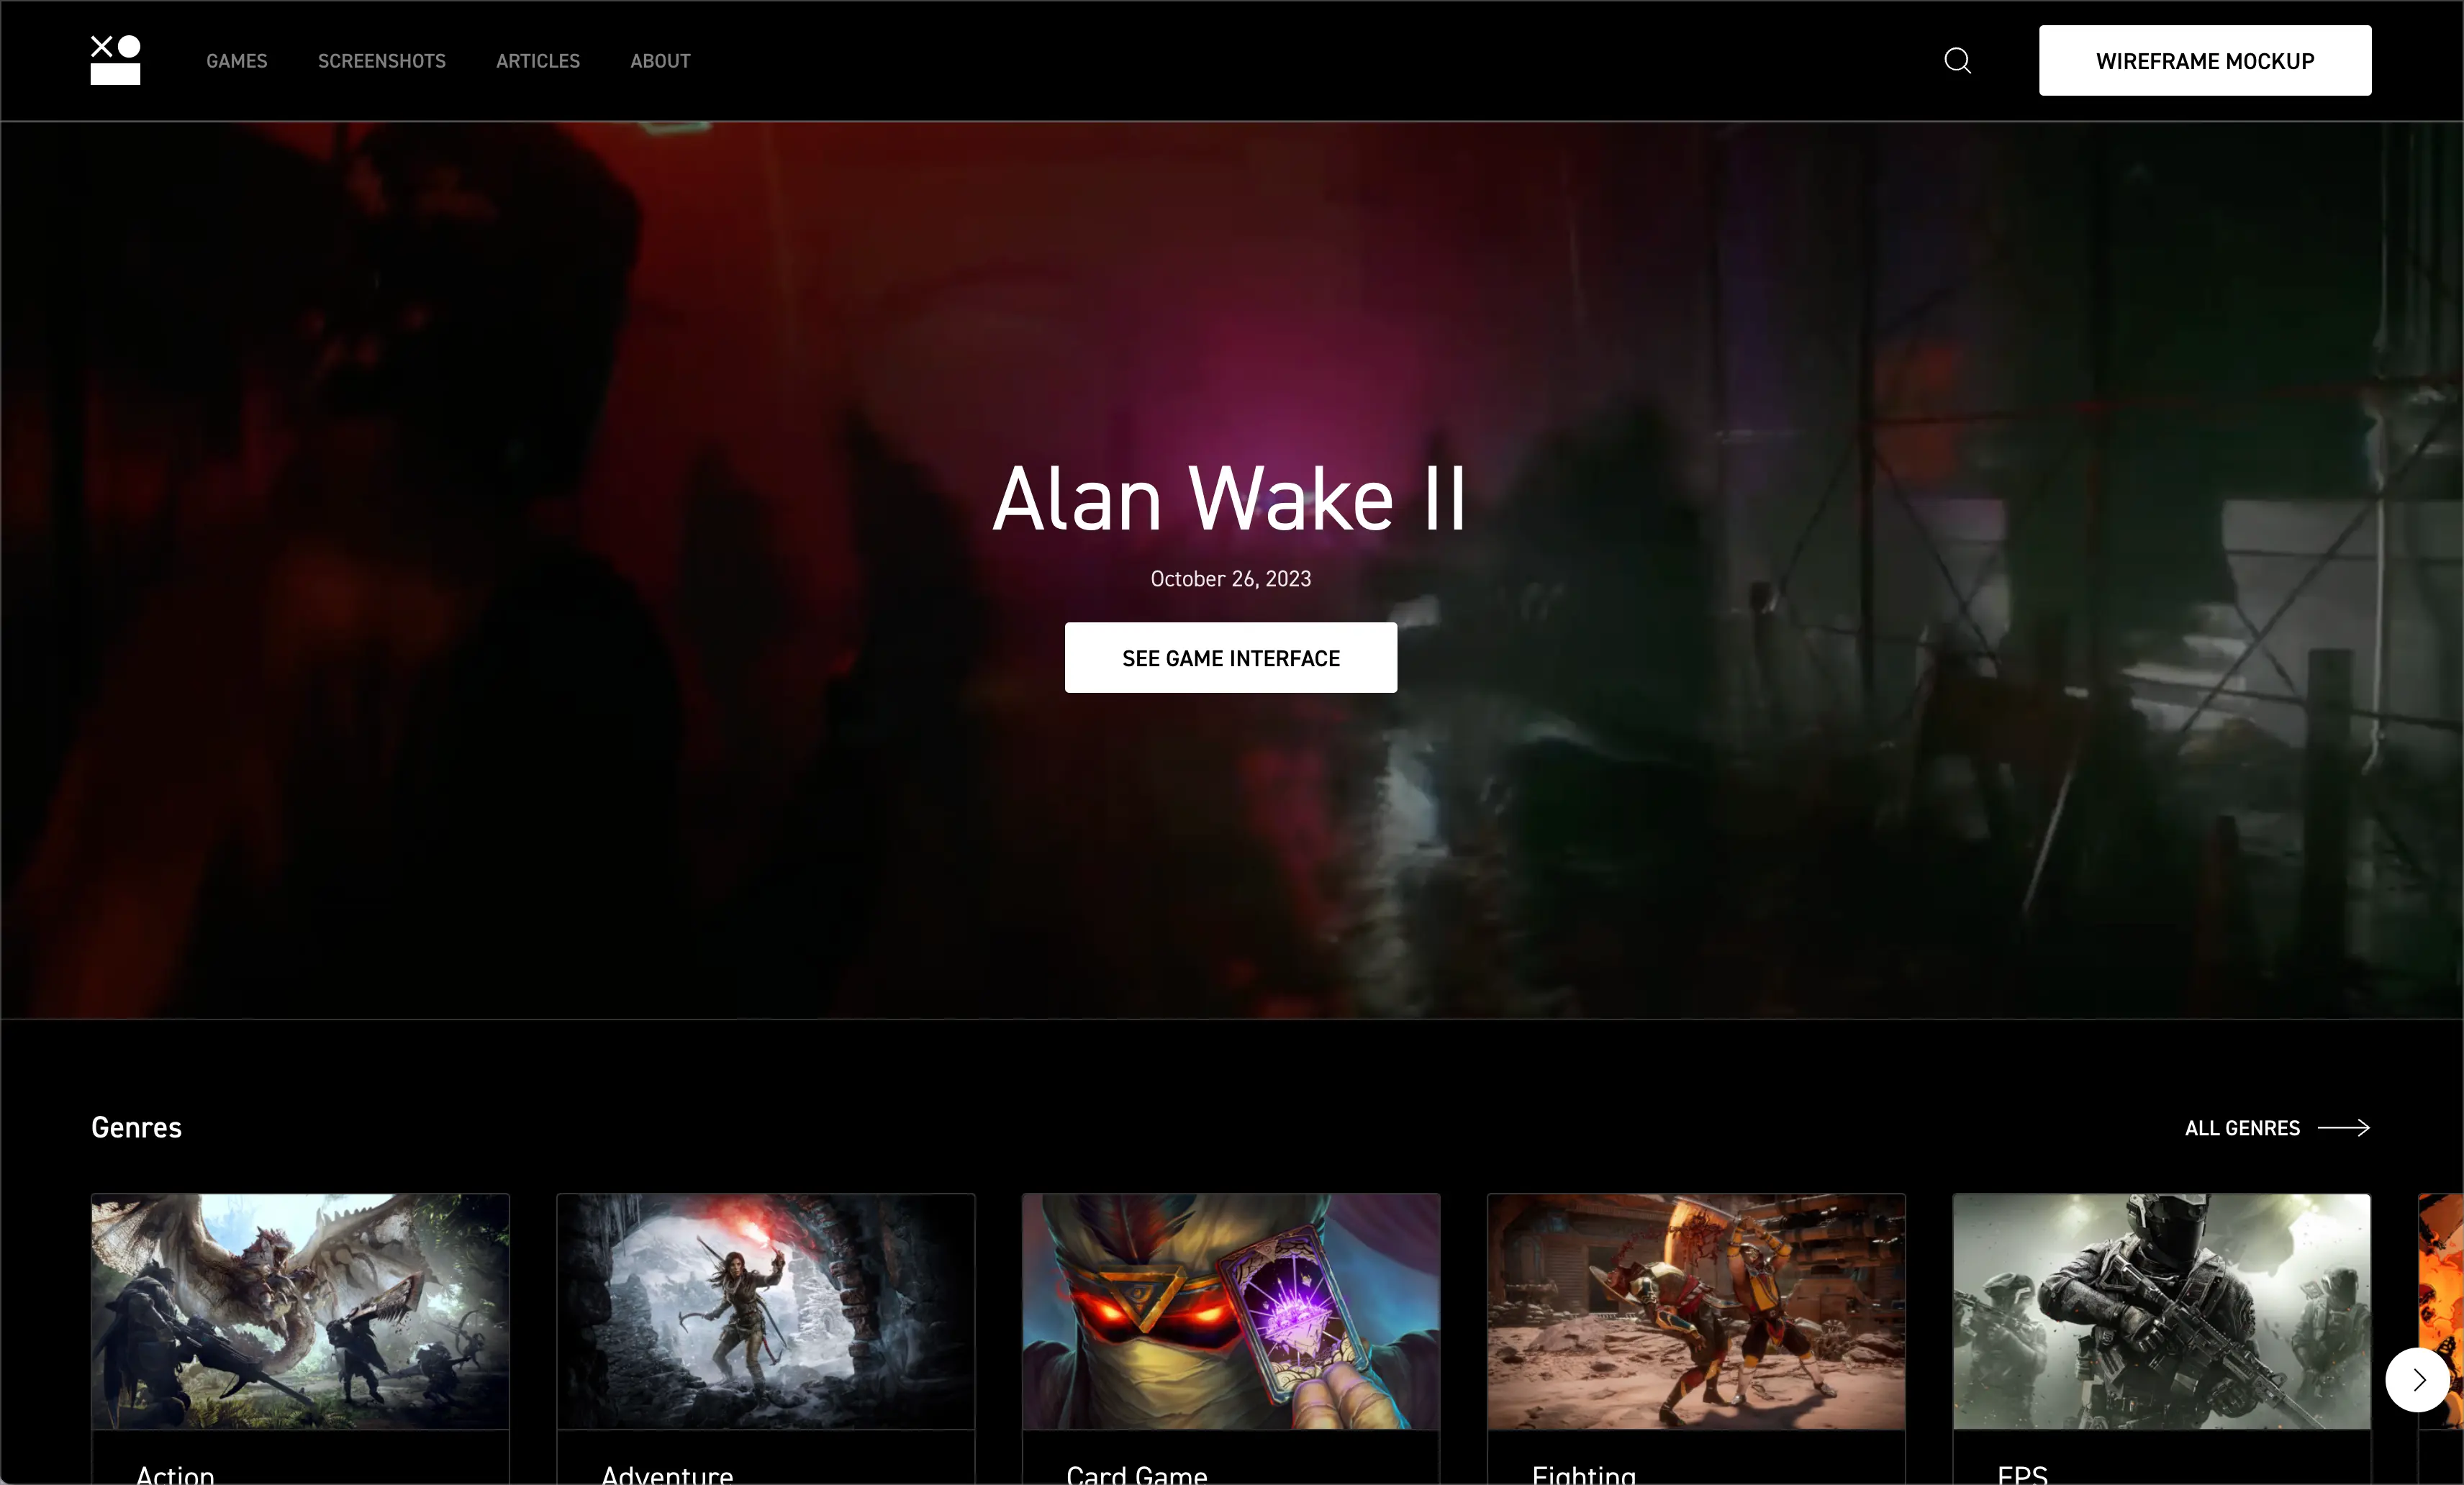 GAMES SCREENSHOTS ARTICLES ABOUT WIREFRAME MOCKUP
Alan Wake II
October 26, 2023
SEE GAME INTERFACE
Genres ALL GENRES
Action Adventure Card Game Fighting FPS